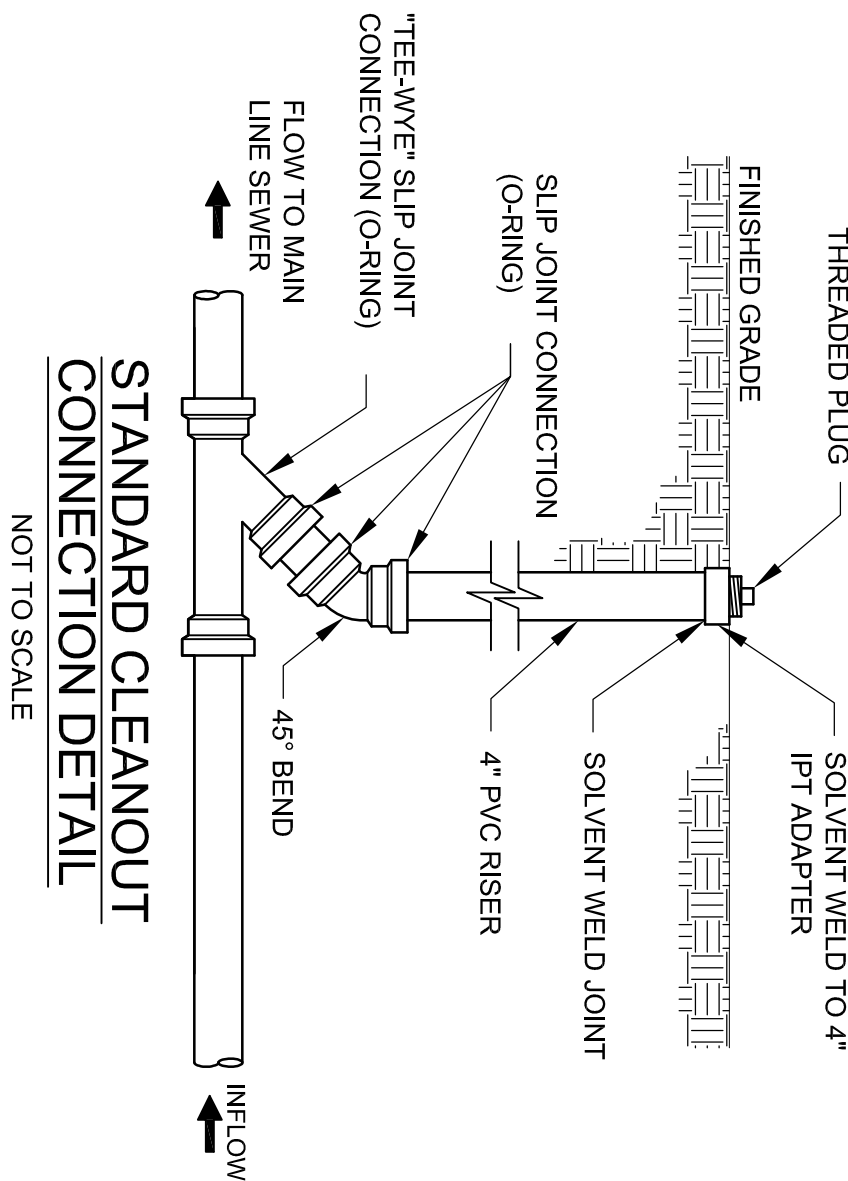 THREADED PLUG
FINISHED GRADE
SOLVENT WELD TO 4"
IPT ADAPTER
SOLVENT WELD JOINT
SLIP JOINT CONNECTION
(O-RING)
4" PVC RISER
"TEE-WYE" SLIP JOINT
CONNECTION (O-RING)
45° BEND
FLOW TO MAIN
LINE SEWER
INFLOW
STANDARD CLEANOUT
CONNECTION DETAIL
NOT TO SCALE